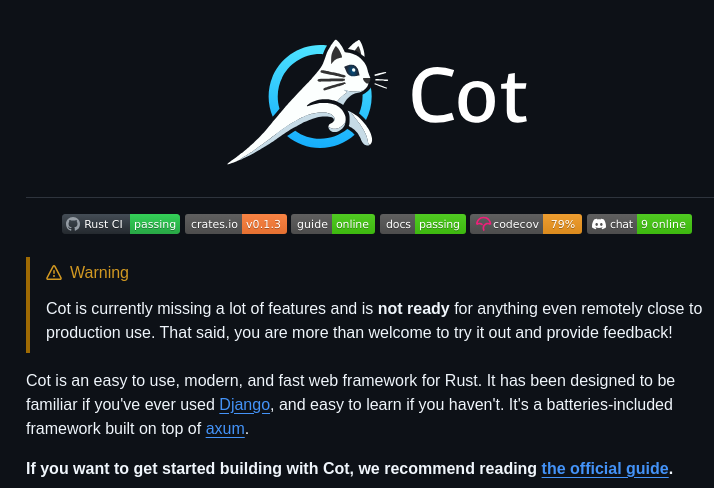 Cot
Rust CI passing crates.io v0.1.3 guide online docs passing codecov 79% chat 9 online
Warning
Cot is currently missing a lot of features and is not ready for anything even remotely close to
production use. That said, you are more than welcome to try it out and provide feedback!
Cot is an easy to use, modern, and fast web framework for Rust. It has been designed to be
familiar if you've ever used Django, and easy to learn if you haven't. It's a batteries-included
framework built on top of axum.
If you want to get started building with Cot, we recommend reading the official guide.